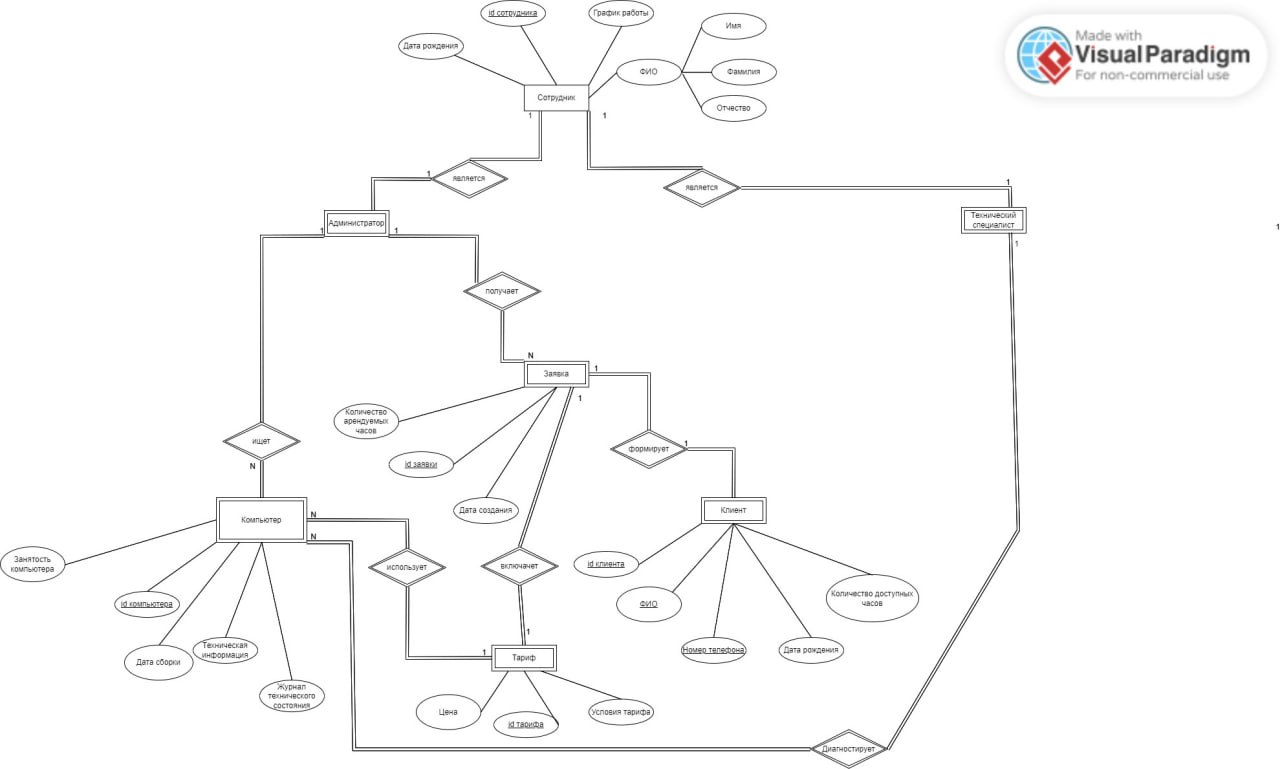 id сотрудника
График работы
Имя
Дата рождения
ФИО
Фамилия
Отчество
Сотрудник
1
1
Made with
Visual Paradigm
For non-commercial use
1
является
является
1
Администратор
Технический
специалист
1
1
1
1
1
получает
N
Заявка
1
1
Количество
арендуемых
часов
ищет
N
id заявки
формирует
1
Дата создания
Компьютер
N
N
Клиент
Занятость
компьютера
использует
включачет
id клиента
id компьютера
ФИО
Количество доступных
часов
Дата сборки
Техническая
информация
1
1
Тариф
Номер телефона
Дата рождения
Журнал
технического
состояния
Цена
id тарифа
Условия тарифа
Диагностирует